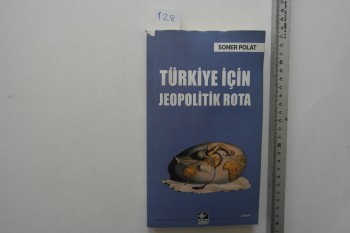 128
SONER POLAT
TÜRKİYE İÇİN
JEOPOLİTİK ROTA